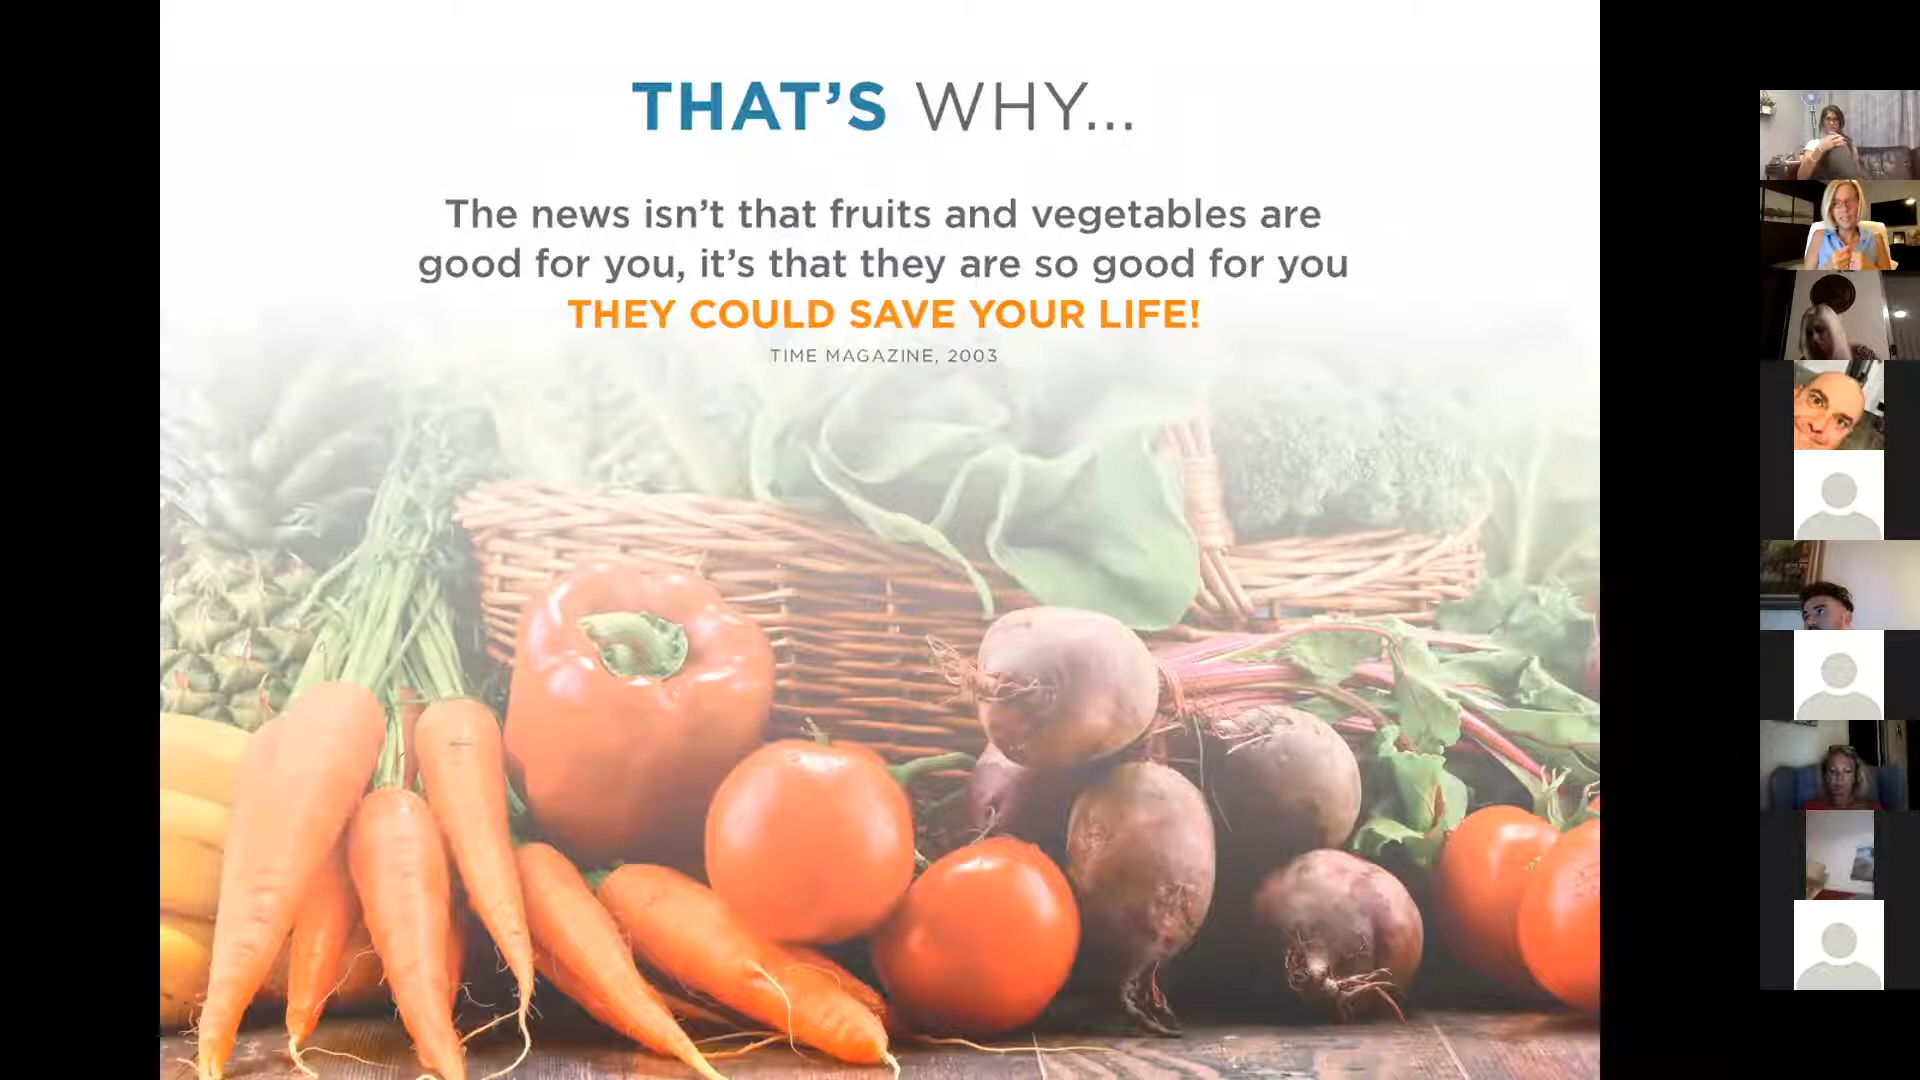 THAT’S WHY...
The news isn’t that fruits and vegetables are
good for you, it’s that they are so good for you
THEY COULD SAVE YOUR LIFE!
TIME MAGAZINE, 2003